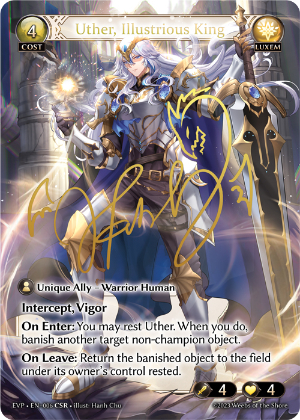 4
COST
Uther, Illustrious King
LUXEM
Unique Ally – Warrior Human
Intercept, Vigor
On Enter: You may rest Uther. When you do,
banish another target non-champion object.
On Leave: Return the banished object to the field
under its owner's control rested.
EVP • EN - 006 CSR • illust: Hanh Chu
4
4
©2023 Weebs of the Shore